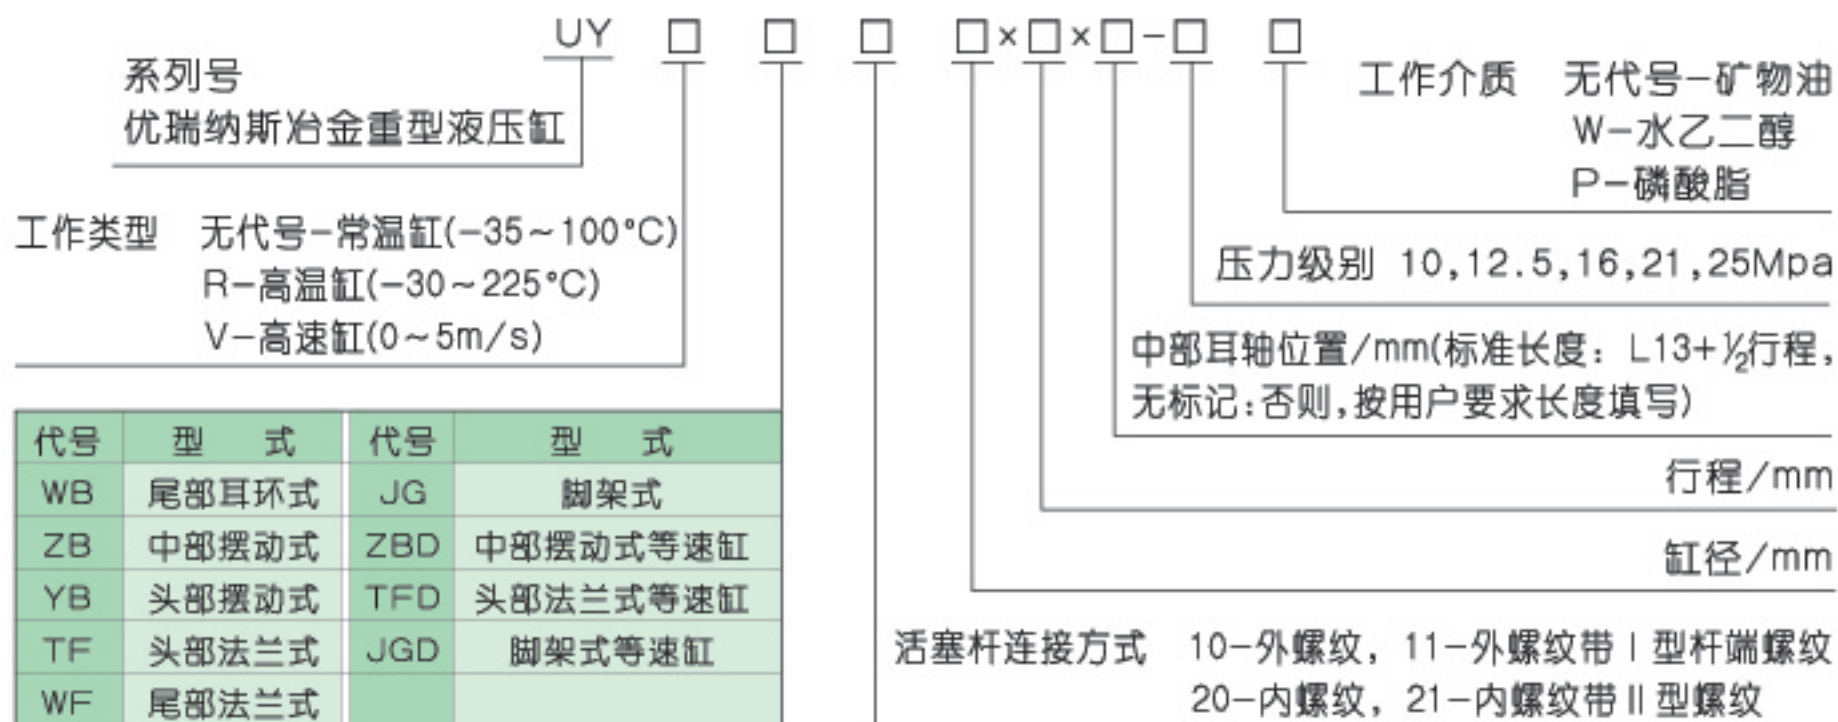 UY □ □ □ □×□×□-□ □
系列号
优瑞纳斯冶金重型液压缸
工作类型 无代号-常温缸(-35~100°C)
R-高温缸(-30~225°C)
V-高速缸(0~5m/s)
工作介质 无代号-矿物油
W-水乙二醇
P-磷酸脂
压力级别 10,12.5,16,21,25Mpa
中部耳轴位置/mm(标准长度：L13+½行程，
无标记:否则,按用户要求长度填写)
行程/mm
缸径/mm
活塞杆连接方式 10-外螺纹，11-外螺纹带Ⅰ型杆端螺纹
20-内螺纹，21-内螺纹带Ⅱ型螺纹
代号 型 式 代号 型 式
WB 尾部耳环式 JG 脚架式
ZB 中部摆动式 ZBD 中部摆动式等速缸
YB 头部摆动式 TFD 头部法兰式等速缸
TF 头部法兰式 JGD 脚架式等速缸
WF 尾部法兰式